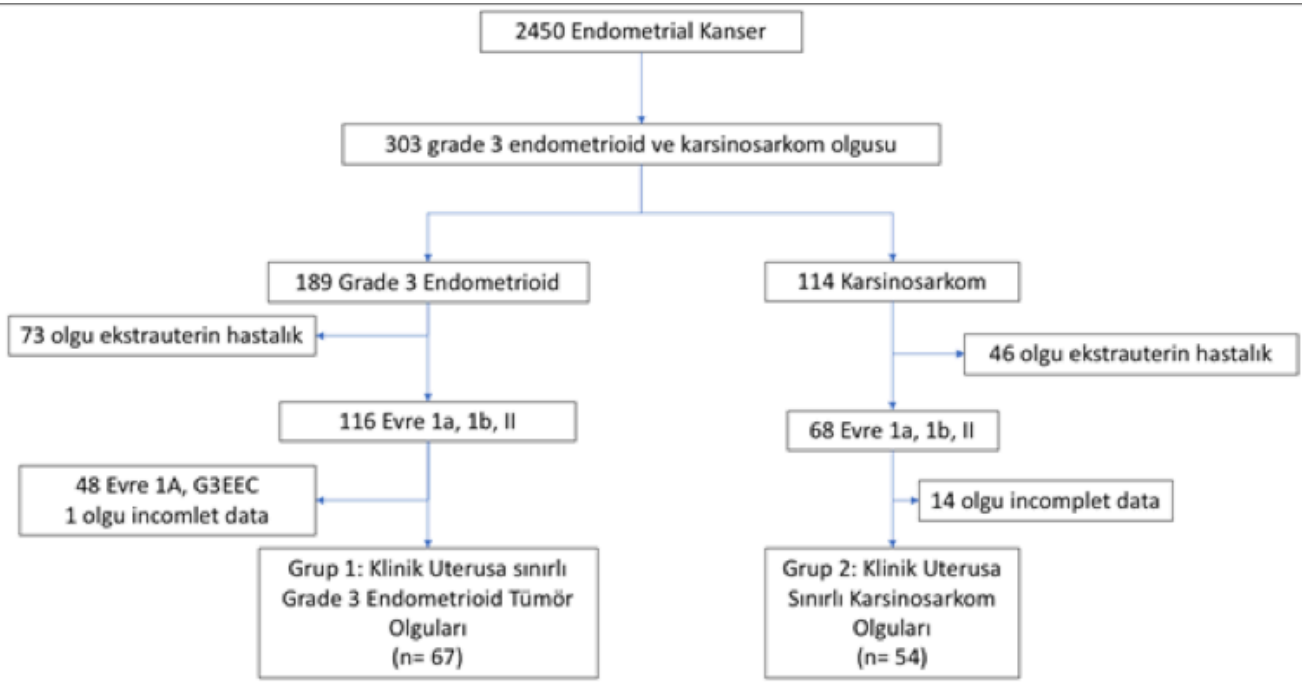 2450 Endometrial Kanser
303 grade 3 endometrioid ve karsinosarkom olgusu
189 Grade 3 Endometrioid
114 Karsinosarkom
73 olgu ekstrauterin hastalık
46 olgu ekstrauterin hastalık
116 Evre 1a, 1b, II
68 Evre 1a, 1b, II
48 Evre 1A, G3EEC
1 olgu incomlet data
14 olgu incomplet data
Grup 1: Klinik Uterusa sınırlı
Grade 3 Endometrioid Tümör
Olguları
(n= 67)
Grup 2: Klinik Uterusa
Sınırlı Karsinosarkom
Olguları
(n= 54)